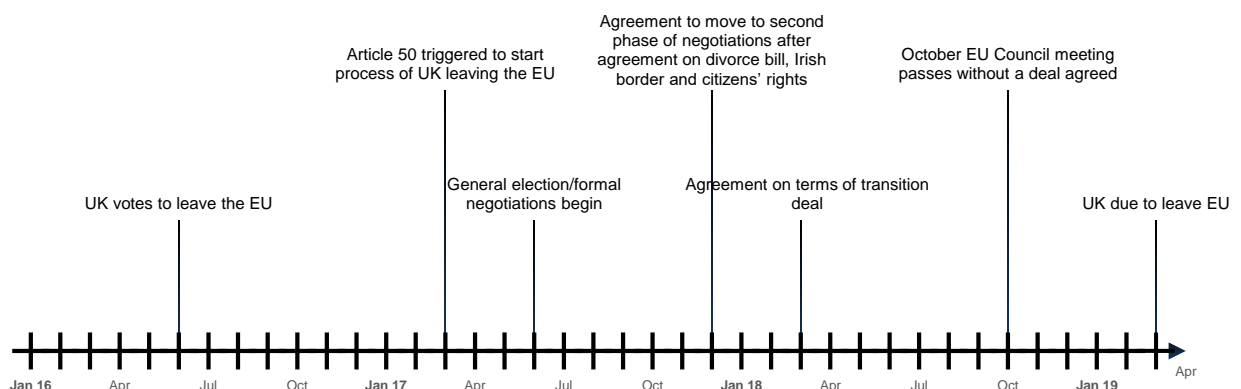 Agreement to move to second
phase of negotiations after
agreement on divorce bill, Irish
border and citizens' rights
Article 50 triggered to start
process of UK leaving the EU
October EU Council meeting
passes without a deal agreed
General election/formal
negotiations begin
Agreement on terms of transition
deal
UK votes to leave the EU
UK due to leave EU
Jan 16 Apr Jul Oct Jan 17 Apr Jul Oct Jan 18 Apr Jul Oct Jan 19 Apr